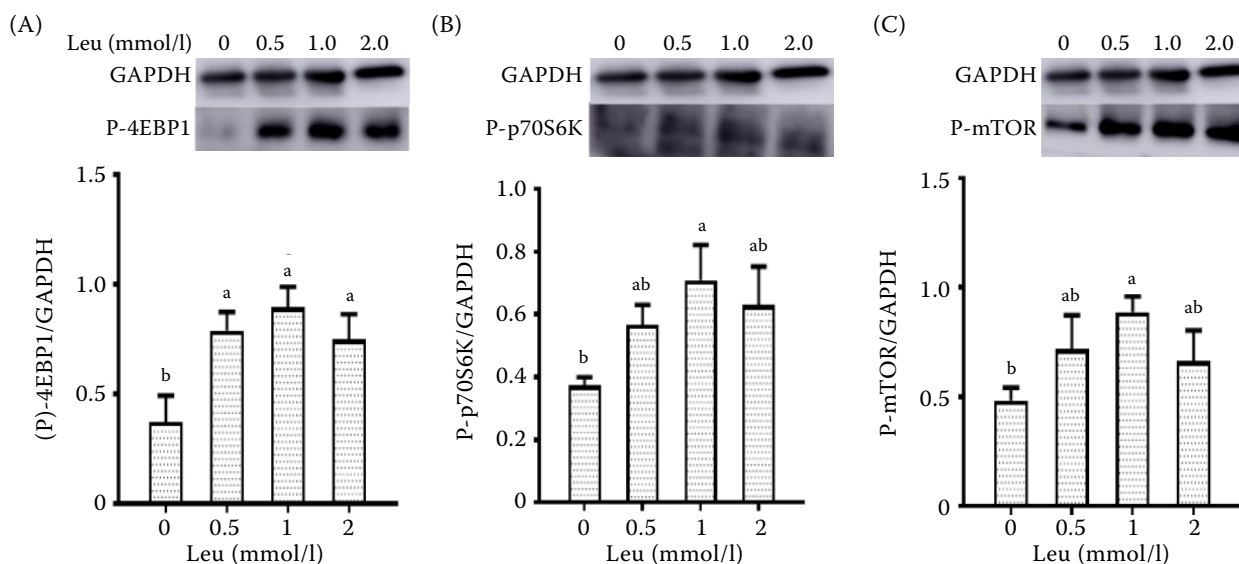 (A)
Leu (mmol/l) 0 0.5 1.0 2.0
GAPDH
P-4EBP1
(P)-4EBP1/GAPDH
1.5
1.0
0.5
0
b
a
a
a
0 0.5 1 2
Leu (mmol/l)
(B)
0 0.5 1.0 2.0
GAPDH
P-p70S6K
P-p70S6K/GAPDH
1.0
0.8
0.6
0.4
0.2
0
b
ab
a
ab
0 0.5 1 2
Leu (mmol/l)
(C)
0 0.5 1.0 2.0
GAPDH
P-mTOR
P-mTOR/GAPDH
1.5
1.0
0.5
0
b
ab
a
ab
0 0.5 1 2
Leu (mmol/l)